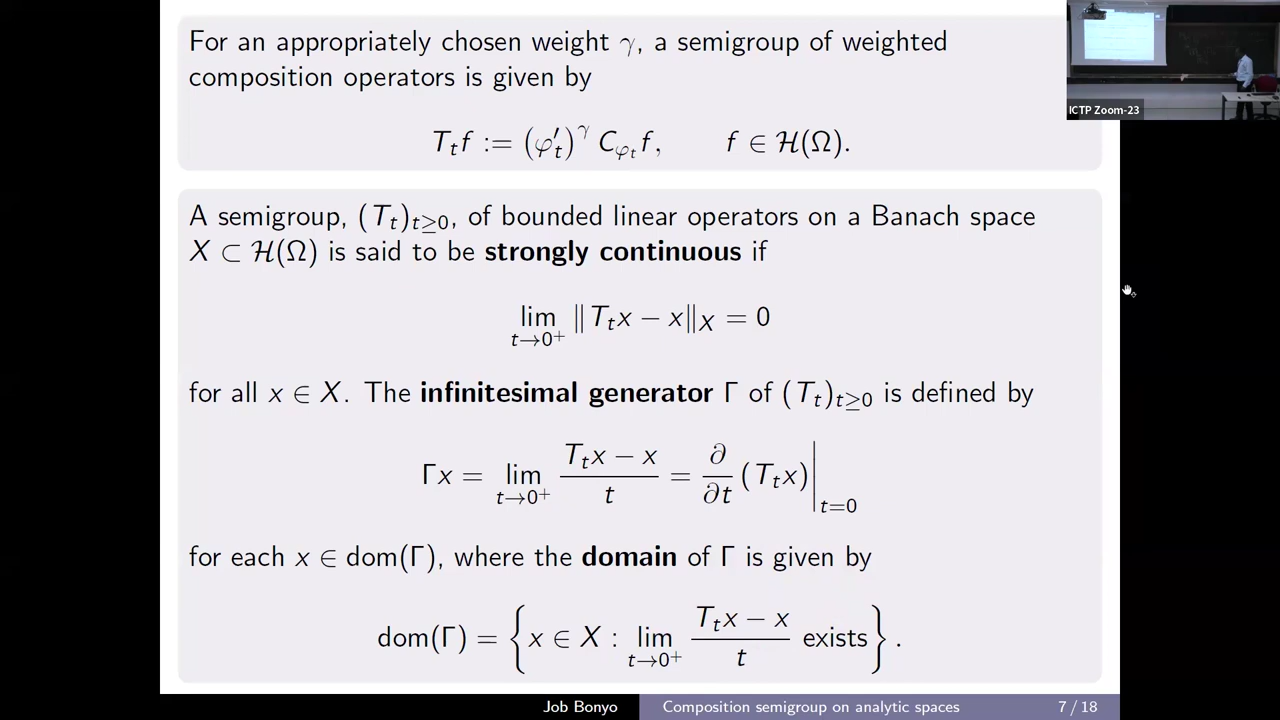 For an appropriately chosen weight γ, a semigroup of weighted
composition operators is given by
T_t f := (φ′_t)^γ C_{φ_t} f, f ∈ ℋ(Ω).
A semigroup, (T_t)_{t≥0}, of bounded linear operators on a Banach space
X ⊂ ℋ(Ω) is said to be strongly continuous if
lim_{t→0⁺} ‖T_t x − x‖_X = 0
for all x ∈ X. The infinitesimal generator Γ of (T_t)_{t≥0} is defined by
Γx = lim_{t→0⁺} (T_t x − x)/t = ∂/∂t (T_t x)|_{t=0}
for each x ∈ dom(Γ), where the domain of Γ is given by
dom(Γ) = {x ∈ X : lim_{t→0⁺} (T_t x − x)/t exists}.
Job Bonyo Composition semigroup on analytic spaces 7 / 18
ICTP Zoom-23